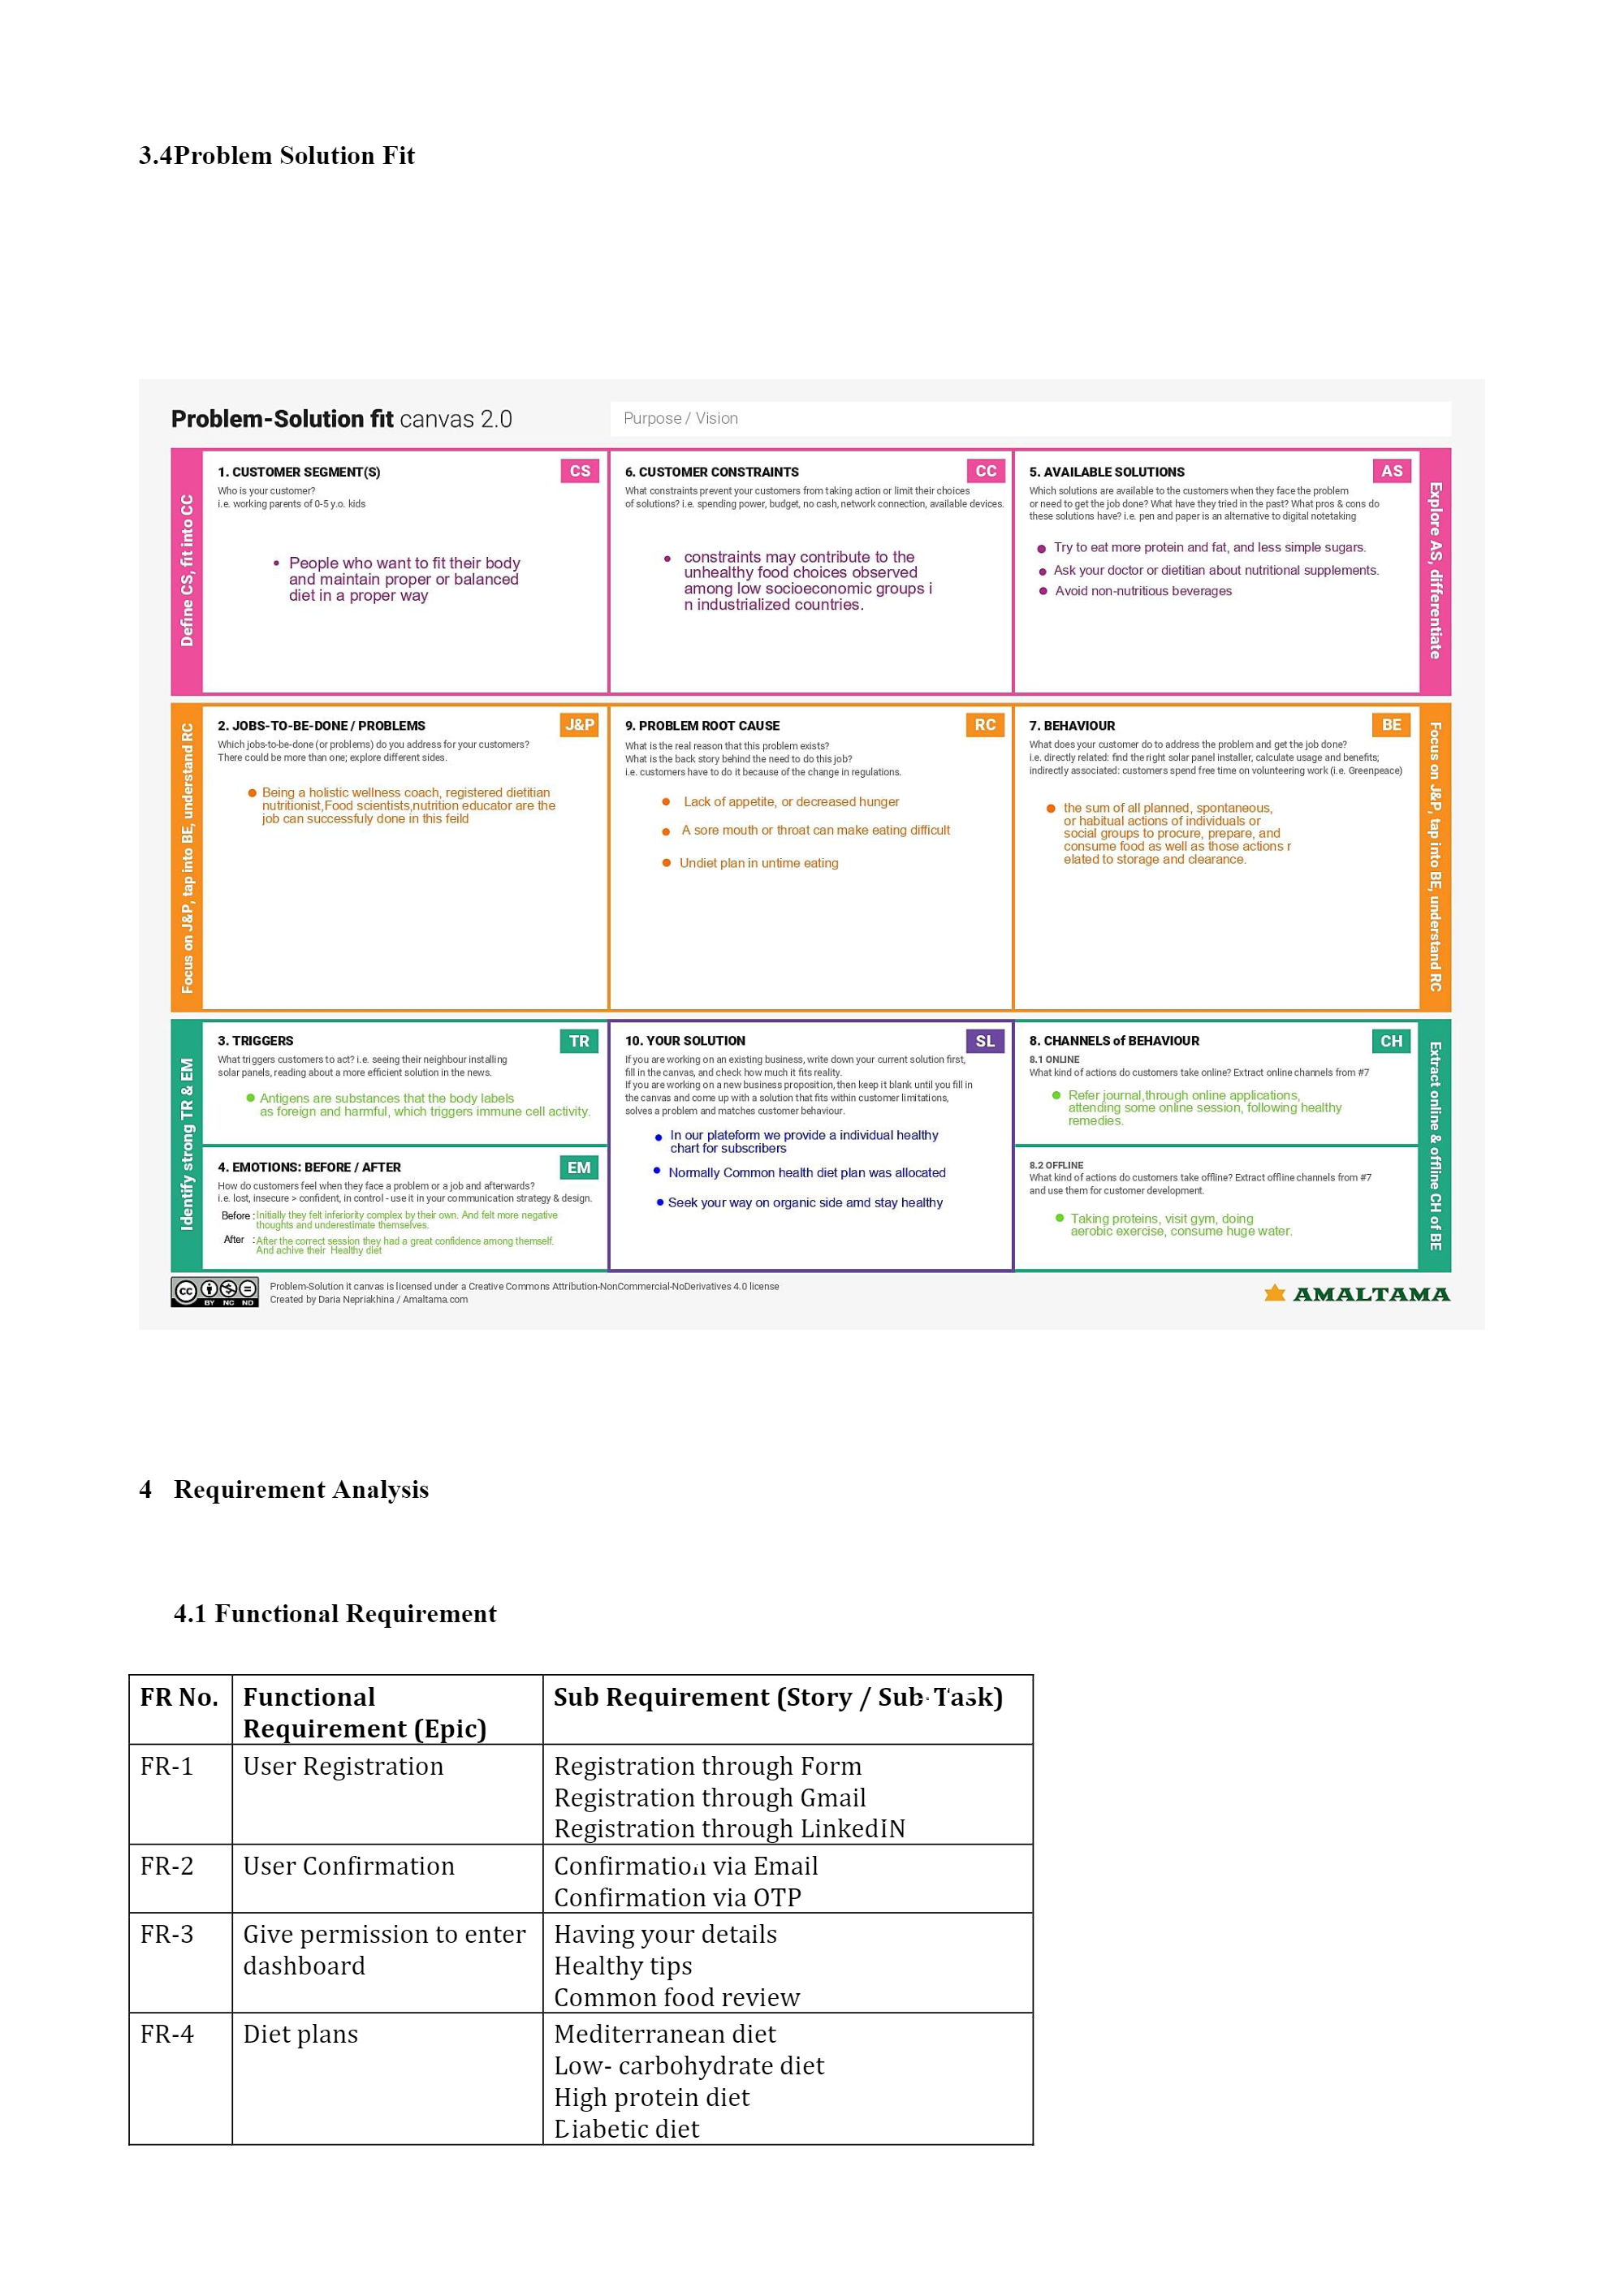 3.4Problem Solution Fit
Problem-Solution fit canvas 2.0
Purpose / Vision
Define CS, fit into CC
1. CUSTOMER SEGMENT(S)
CS
Who is your customer?
i.e. working parents of 0-5 y.o. kids
• People who want to fit their body
and maintain proper or balanced
diet in a proper way
6. CUSTOMER CONSTRAINTS
CC
What constraints prevent your customers from taking action or limit their choices
of solutions? i.e. spending power, budget, no cash, network connection, available devices.
• constraints may contribute to the
unhealthy food choices observed
among low socioeconomic groups i
n industrialized countries.
5. AVAILABLE SOLUTIONS
AS
Which solutions are available to the customers when they face the problem
or need to get the job done? What have they tried in the past? What pros & cons do
these solutions have? i.e. pen and paper is an alternative to digital notetaking
• Try to eat more protein and fat, and less simple sugars.
• Ask your doctor or dietitian about nutritional supplements.
• Avoid non-nutritious beverages
Explore AS, differentiate
Focus on J&P, tap into BE, understand RC
2. JOBS-TO-BE-DONE / PROBLEMS
J&P
Which jobs-to-be-done (or problems) do you address for your customers?
There could be more than one; explore different sides.
• Being a holistic wellness coach, registered dietitian
nutritionist,Food scientists,nutrition educator are the
job can successfuly done in this feild
9. PROBLEM ROOT CAUSE
RC
What is the real reason that this problem exists?
What is the back story behind the need to do this job?
i.e. customers have to do it because of the change in regulations.
• Lack of appetite, or decreased hunger
• A sore mouth or throat can make eating difficult
• Undiet plan in untime eating
7. BEHAVIOUR
BE
What does your customer do to address the problem and get the job done?
i.e. directly related: find the right solar panel installer, calculate usage and benefits;
indirectly associated: customers spend free time on volunteering work (i.e. Greenpeace)
• the sum of all planned, spontaneous,
or habitual actions of individuals or
social groups to procure, prepare, and
consume food as well as those actions r
elated to storage and clearance.
Focus on J&P, tap into BE, understand RC
Identify strong TR & EM
3. TRIGGERS
TR
What triggers customers to act? i.e. seeing their neighbour installing
solar panels, reading about a more efficient solution in the news.
• Antigens are substances that the body labels
as foreign and harmful, which triggers immune cell activity.
4. EMOTIONS: BEFORE / AFTER
EM
How do customers feel when they face a problem or a job and afterwards?
i.e. lost, insecure > confident, in control - use it in your communication strategy & design.
Before : Initially they felt inferiority complex by their own. And felt more negative
thoughts and underestimate themselves.
After : After the correct session they had a great confidence among themself.
And achive their Healthy diet
10. YOUR SOLUTION
SL
If you are working on an existing business, write down your current solution first,
fill in the canvas, and check how much it fits reality.
If you are working on a new business proposition, then keep it blank until you fill in
the canvas and come up with a solution that fits within customer limitations,
solves a problem and matches customer behaviour.
• In our plateform we provide a individual healthy
chart for subscribers
• Normally Common health diet plan was allocated
• Seek your way on organic side amd stay healthy
8. CHANNELS of BEHAVIOUR
CH
8.1 ONLINE
What kind of actions do customers take online? Extract online channels from #7
• Refer journal,through online applications,
attending some online session, following healthy
remedies.
8.2 OFFLINE
What kind of actions do customers take offline? Extract offline channels from #7
and use them for customer development.
• Taking proteins, visit gym, doing
aerobic exercise, consume huge water.
Extract online & offline CH of BE
cc BY NC ND
Problem-Solution it canvas is licensed under a Creative Commons Attribution-NonCommercial-NoDerivatives 4.0 license
Created by Daria Nepriakhina / Amaltama.com
AMALTAMA
4 Requirement Analysis
4.1 Functional Requirement
FR No.
Functional
Requirement (Epic)
Sub Requirement (Story / Sub-Task)
FR-1
User Registration
Registration through Form
Registration through Gmail
Registration through LinkedIN
FR-2
User Confirmation
Confirmation via Email
Confirmation via OTP
FR-3
Give permission to enter
dashboard
Having your details
Healthy tips
Common food review
FR-4
Diet plans
Mediterranean diet
Low- carbohydrate diet
High protein diet
Diabetic diet